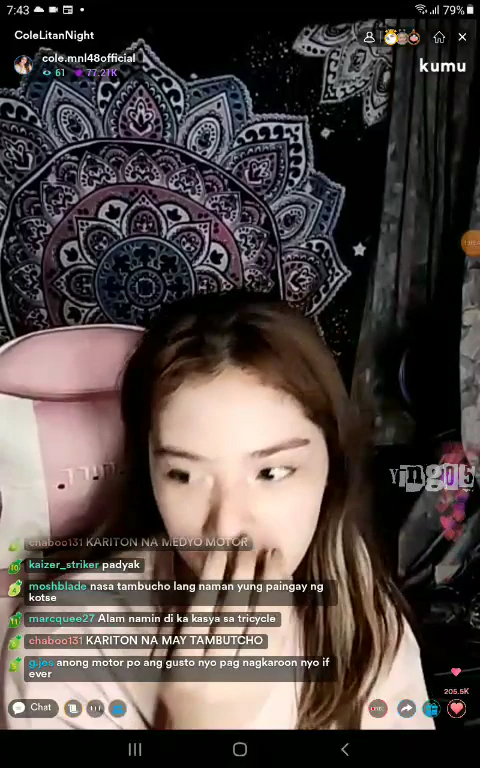 7:43
79%
ColeLitanNight
cole.mnl48official
61 77.21K
kumu
YINGOE
chaboo131 KARITON NA MEDYO MOTOR
kaizer_striker padyak
moshblade nasa tambucho lang naman yung paingay ng
kotse
marcquee27 Alam namin di ka kasya sa tricycle
chaboo131 KARITON NA MAY TAMBUTCHO
g.jes anong motor po ang gusto nyo pag nagkaroon nyo if
ever
205.5K
Chat